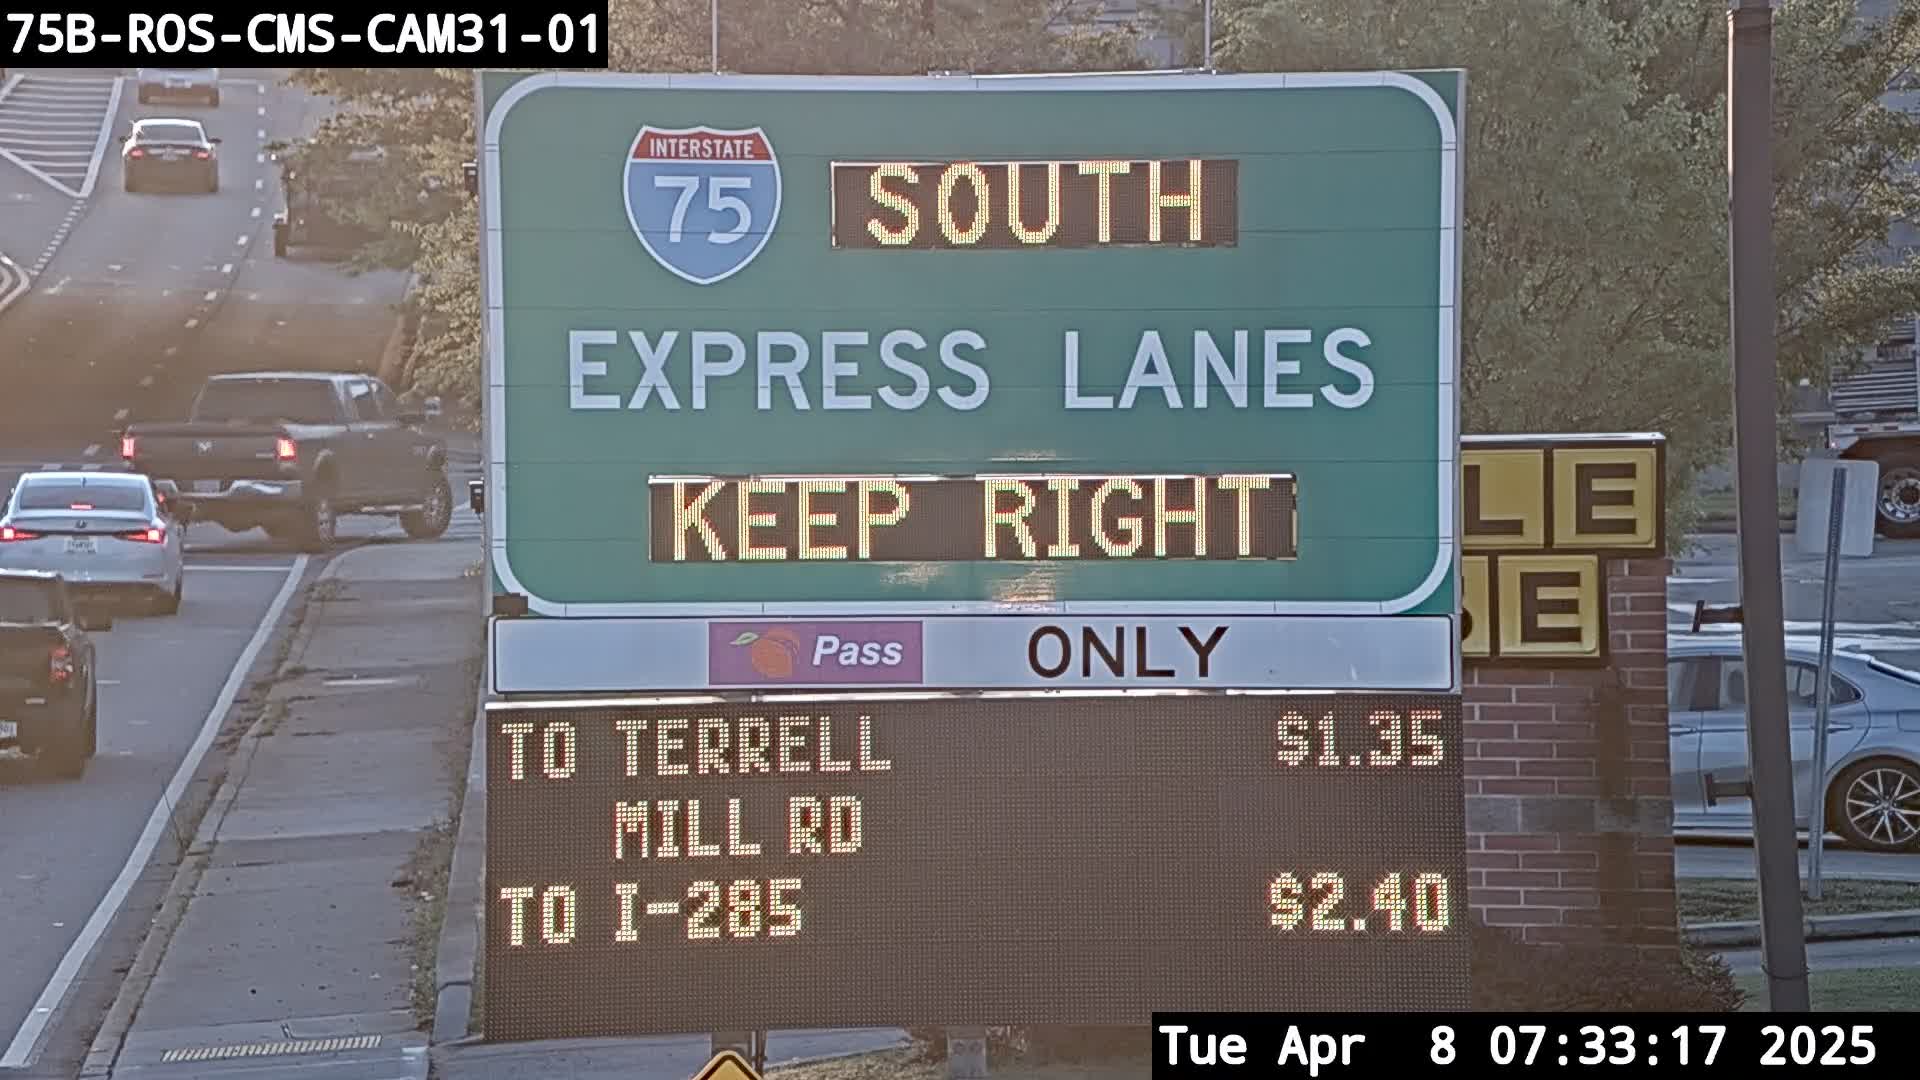 75B-ROS-CMS-CAM31-01
INTERSTATE
75
SOUTH
EXPRESS LANES
KEEP RIGHT
Pass ONLY
TO TERRELL $1.35
MILL RD
TO I-285 $2.40
LE
E
Tue Apr 8 07:33:17 2025